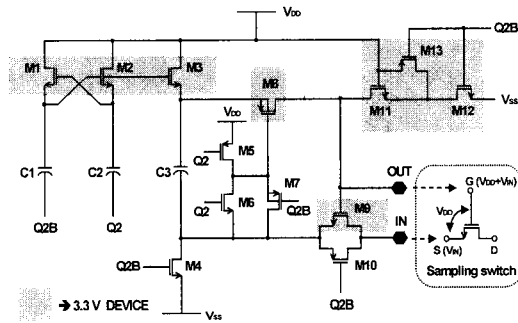 VDD
Q2B
M13
M1
M2
M3
M8
M11
M12
VSS
VDD
Q2
M5
C1
C2
C3
M7
OUT
G (VDD+VIN)
Q2
M6
Q2B
M9
IN
VDD
Q2B
Q2
S (VIN)
D
Q2B
M4
M10
Sampling switch
Q2B
VSS
→ 3.3 V DEVICE